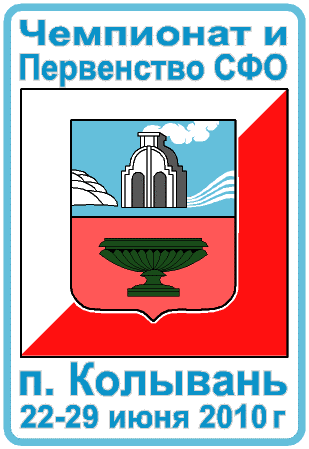 Чемпионат и
Первенство СФО
п. Колывань
22-29 июня 2010 г